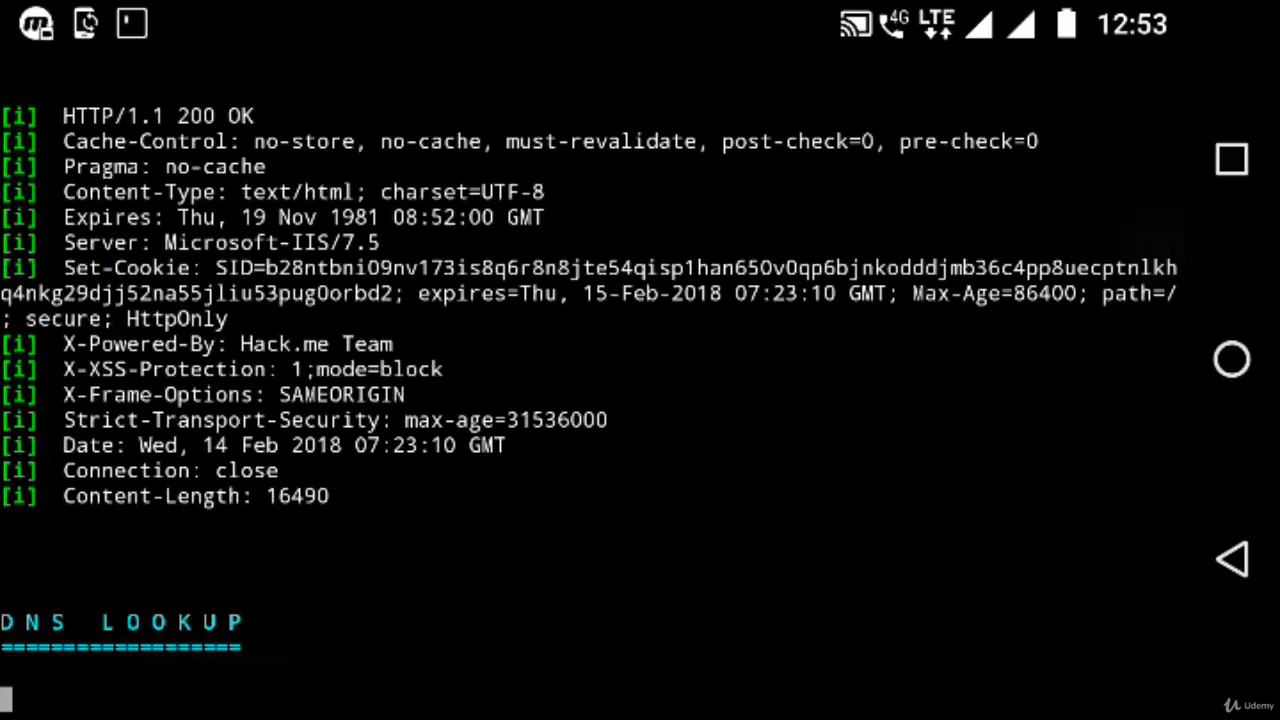 4G LTE 12:53
[i] HTTP/1.1 200 OK
[i] Cache-Control: no-store, no-cache, must-revalidate, post-check=0, pre-check=0
[i] Pragma: no-cache
[i] Content-Type: text/html; charset=UTF-8
[i] Expires: Thu, 19 Nov 1981 08:52:00 GMT
[i] Server: Microsoft-IIS/7.5
[i] Set-Cookie: SID=b28ntbni09nv173is8q6r8n8jte54qisp1han650v0qp6bjnkodddjmb36c4pp8uecptnlkh
q4nkg29djj52na55jliu53pug0orbd2; expires=Thu, 15-Feb-2018 07:23:10 GMT; Max-Age=86400; path=/
; secure; HttpOnly
[i] X-Powered-By: Hack.me Team
[i] X-XSS-Protection: 1;mode=block
[i] X-Frame-Options: SAMEORIGIN
[i] Strict-Transport-Security: max-age=31536000
[i] Date: Wed, 14 Feb 2018 07:23:10 GMT
[i] Connection: close
[i] Content-Length: 16490
D N S   L O O K U P
===================
Udemy